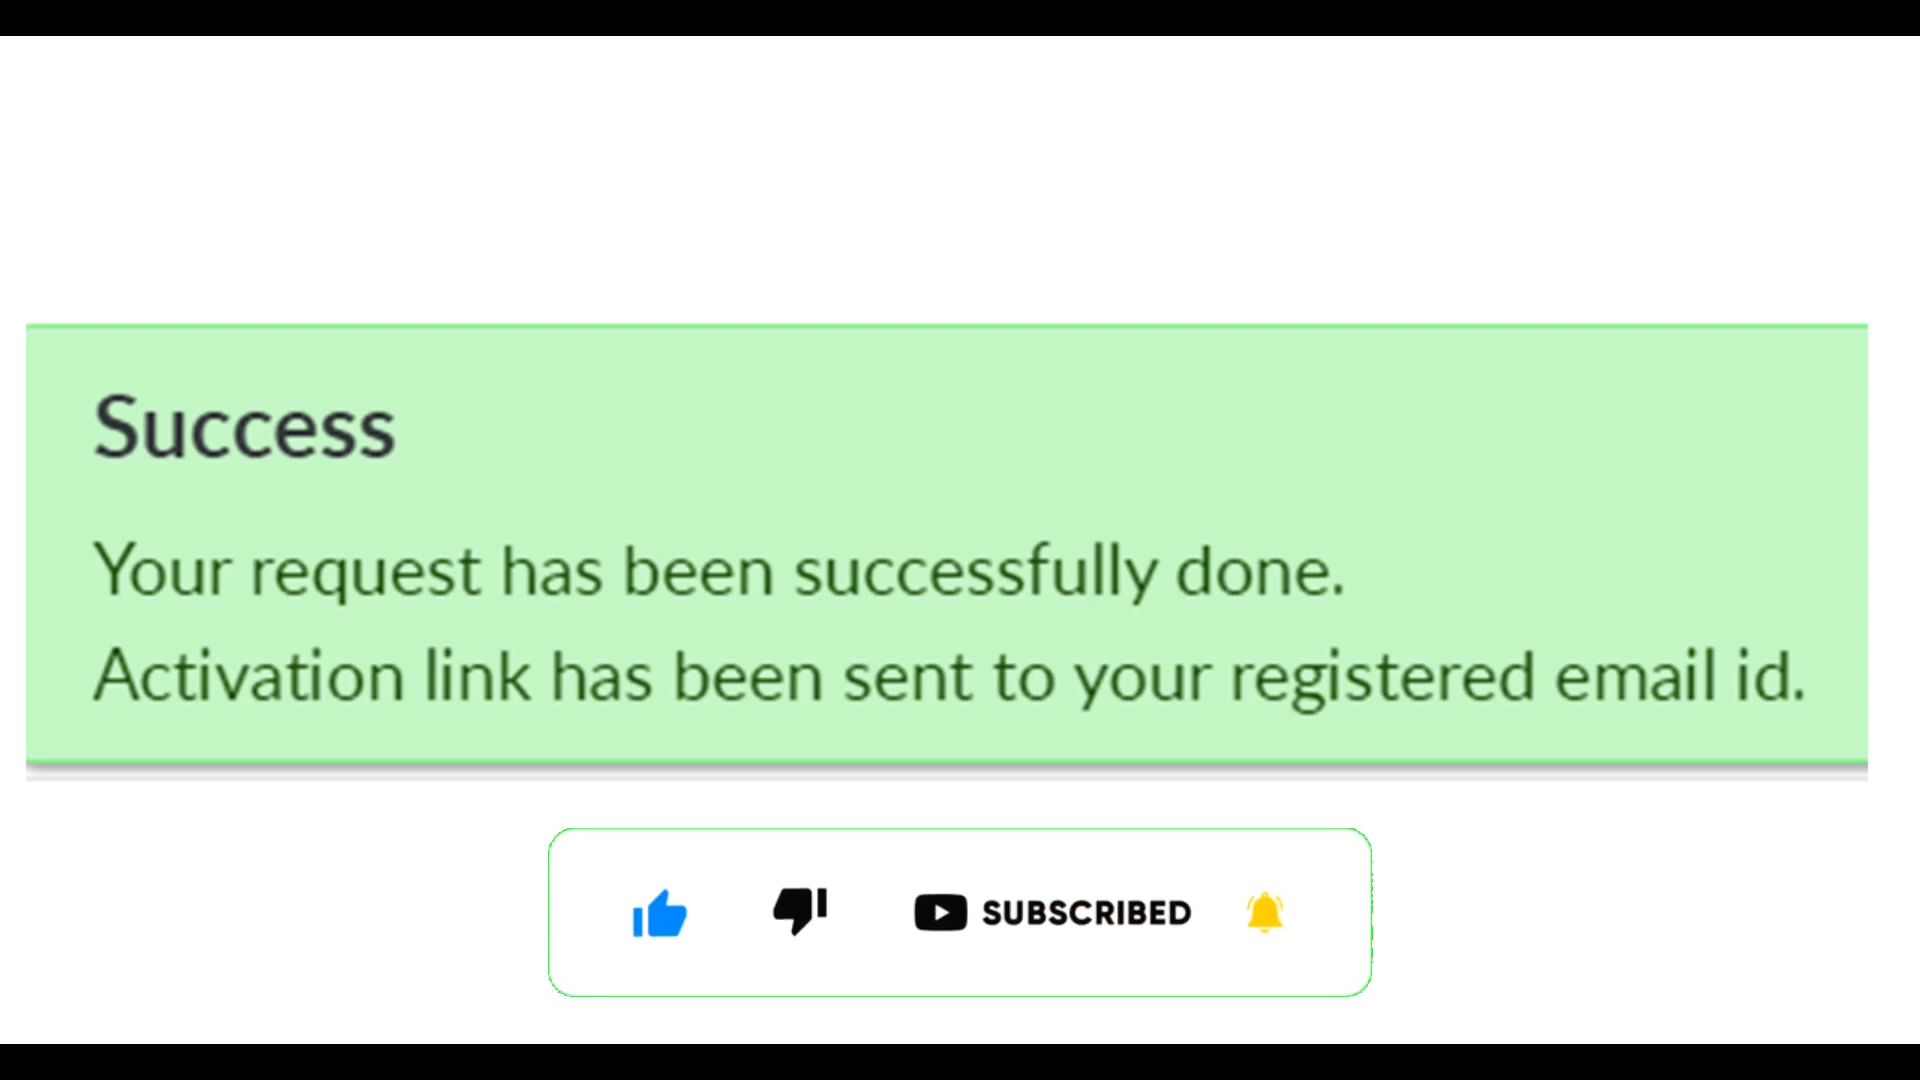 Success
Your request has been successfully done.
Activation link has been sent to your registered email id.
SUBSCRIBED